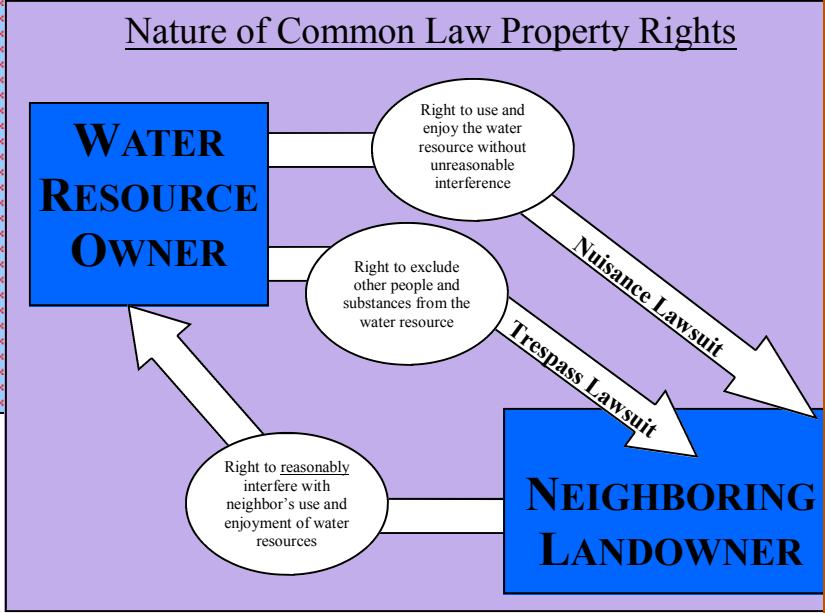 Nature of Common Law Property Rights
WATER
RESOURCE
OWNER
Right to use and
enjoy the water
resource without
unreasonable
interference
Nuisance Lawsuit
Right to exclude
other people and
substances from the
water resource
Trespass Lawsuit
Right to reasonably
interfere with
neighbor’s use and
enjoyment of water
resources
NEIGHBORING
LANDOWNER